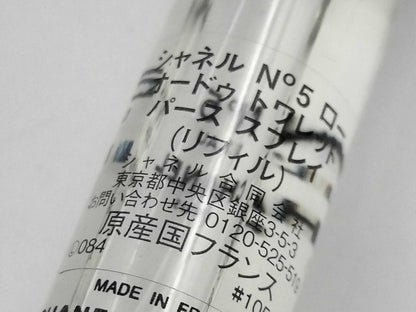 シャネル N°5 ロー
オードゥ トワレット
パース スプレイ
(リフィル)
シャネル合同会社
東京都中央区銀座3-5-3
お問い合わせ先 0120-525-519
原産国フランス
©084
MADE IN FR